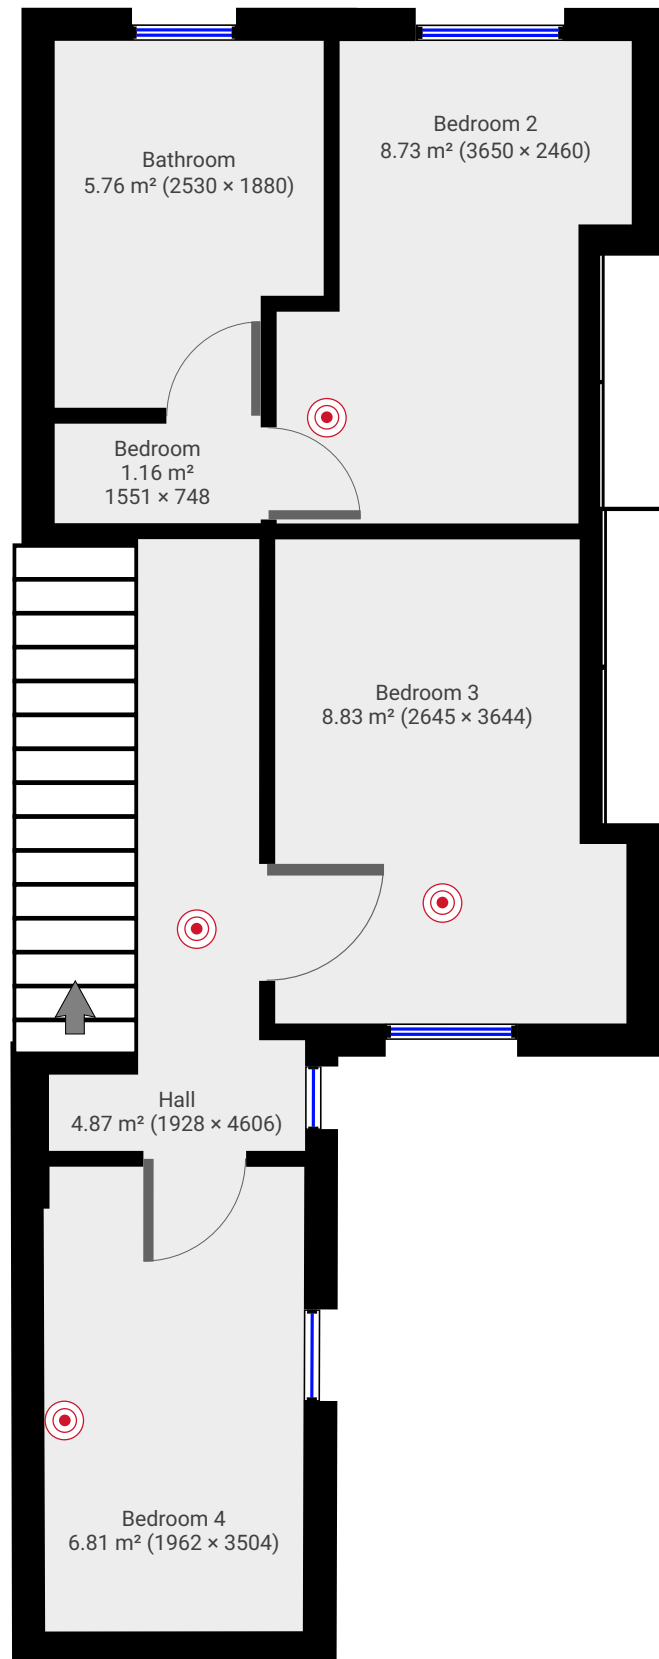 Bathroom
5.76 m² (2530 × 1880)
Bedroom 2
8.73 m² (3650 × 2460)
Bedroom
1.16 m²
1551 × 748
Bedroom 3
8.83 m² (2645 × 3644)
Hall
4.87 m² (1928 × 4606)
Bedroom 4
6.81 m² (1962 × 3504)